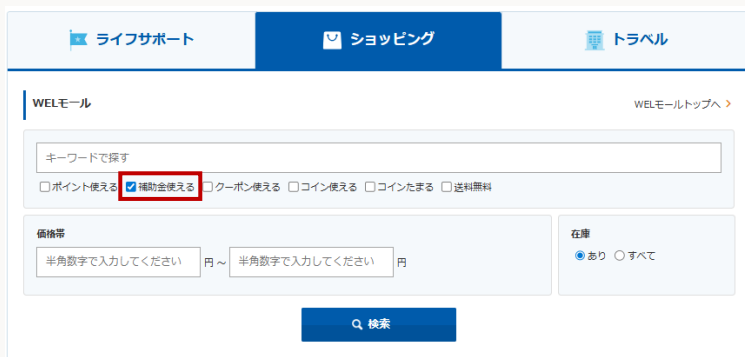 ライフサポート
ショッピング
トラベル
WELモール
WELモールトップへ
キーワードで探す
ポイント使える 補助金使える クーポン使える コイン使える コインたまる 送料無料
価格帯
半角数字で入力してください 円 ～ 半角数字で入力してください 円
在庫
あり すべて
検索